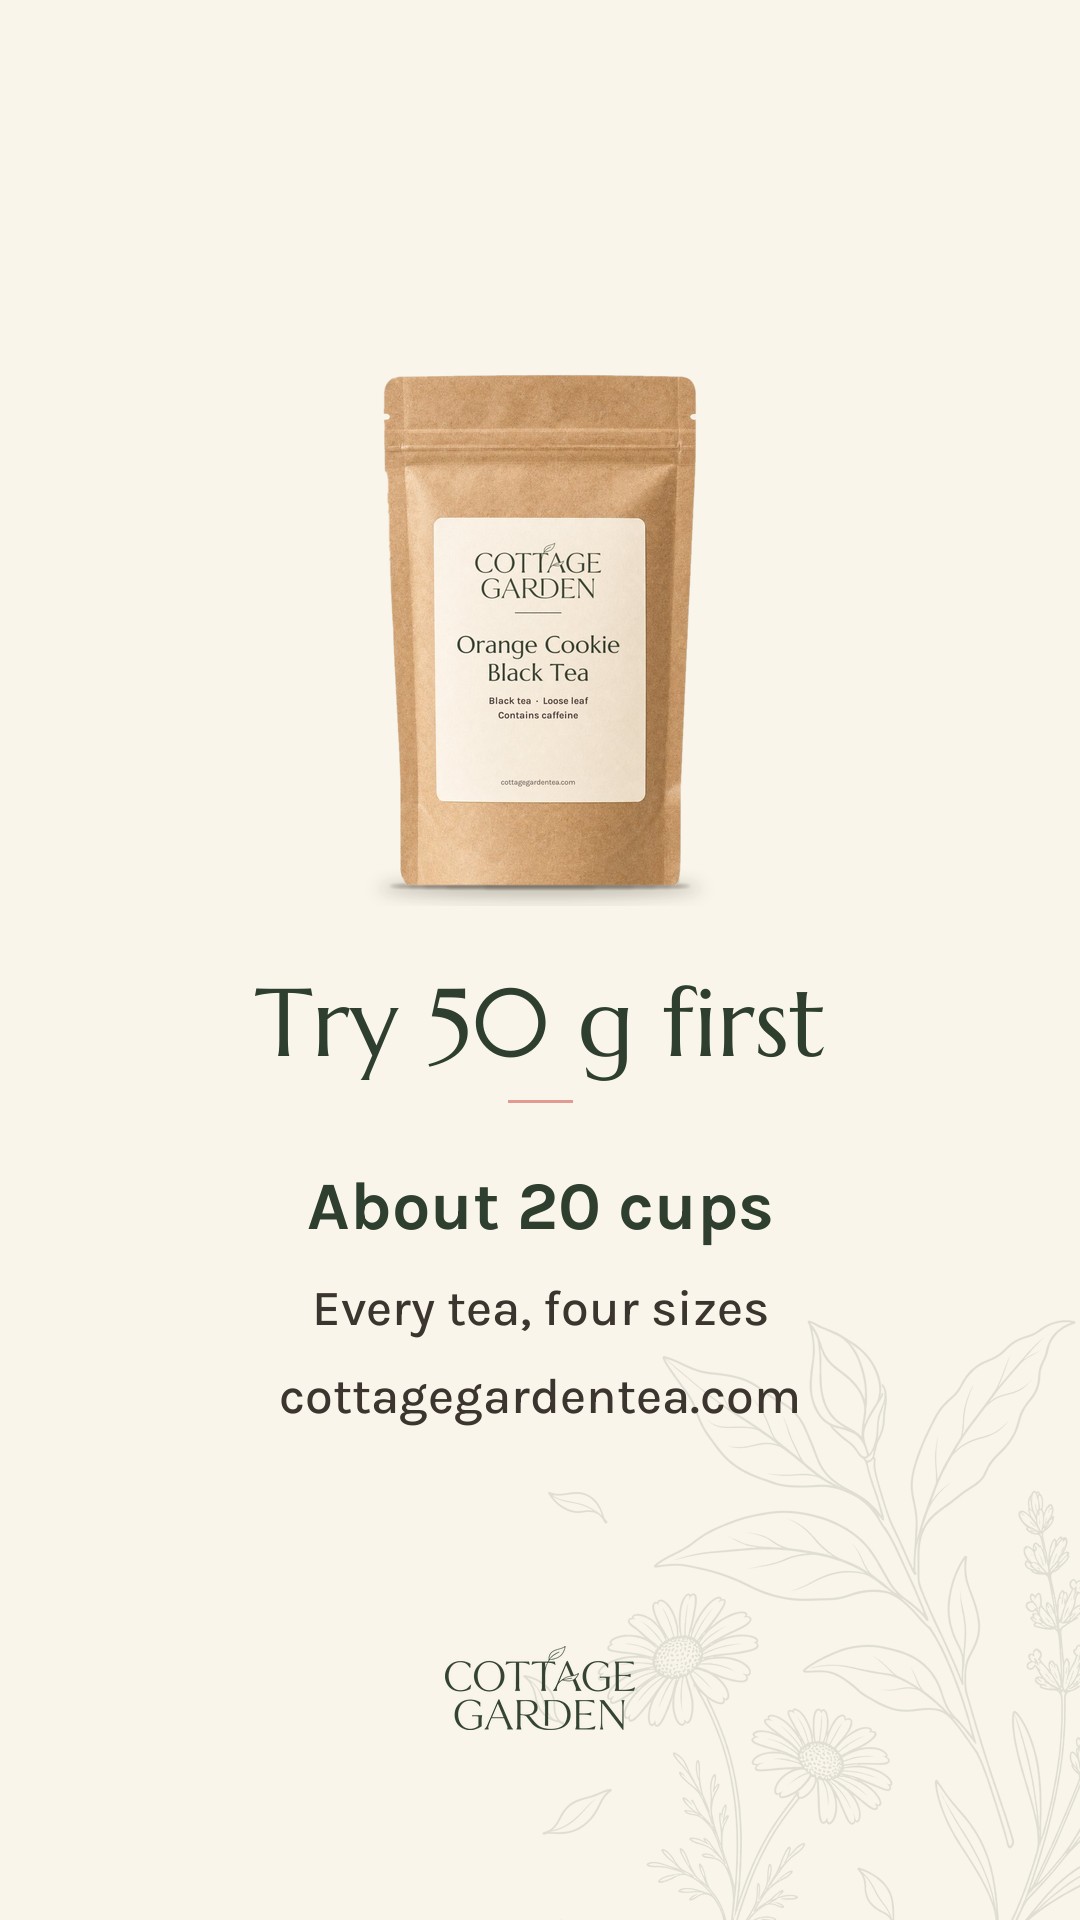 COTTAGE
GARDEN
Orange Cookie
Black Tea
Black tea · Loose leaf
Contains caffeine
cottagegardentea.com
Try 50 g first
About 20 cups
Every tea, four sizes
cottagegardentea.com
COTTAGE
GARDEN